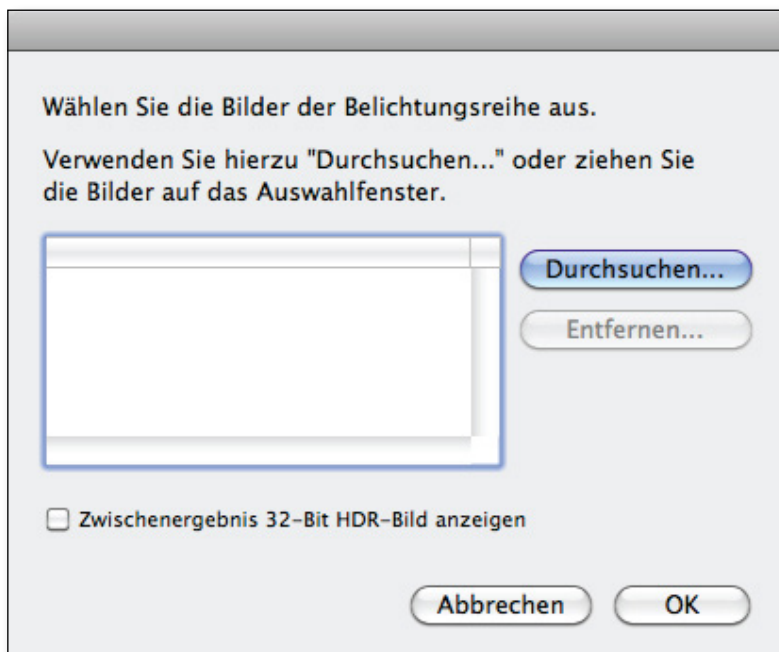 Wählen Sie die Bilder der Belichtungsreihe aus.
Verwenden Sie hierzu "Durchsuchen..." oder ziehen Sie
die Bilder auf das Auswahlfenster.
Durchsuchen...
Entfernen...
Zwischenergebnis 32-Bit HDR-Bild anzeigen
Abbrechen
OK